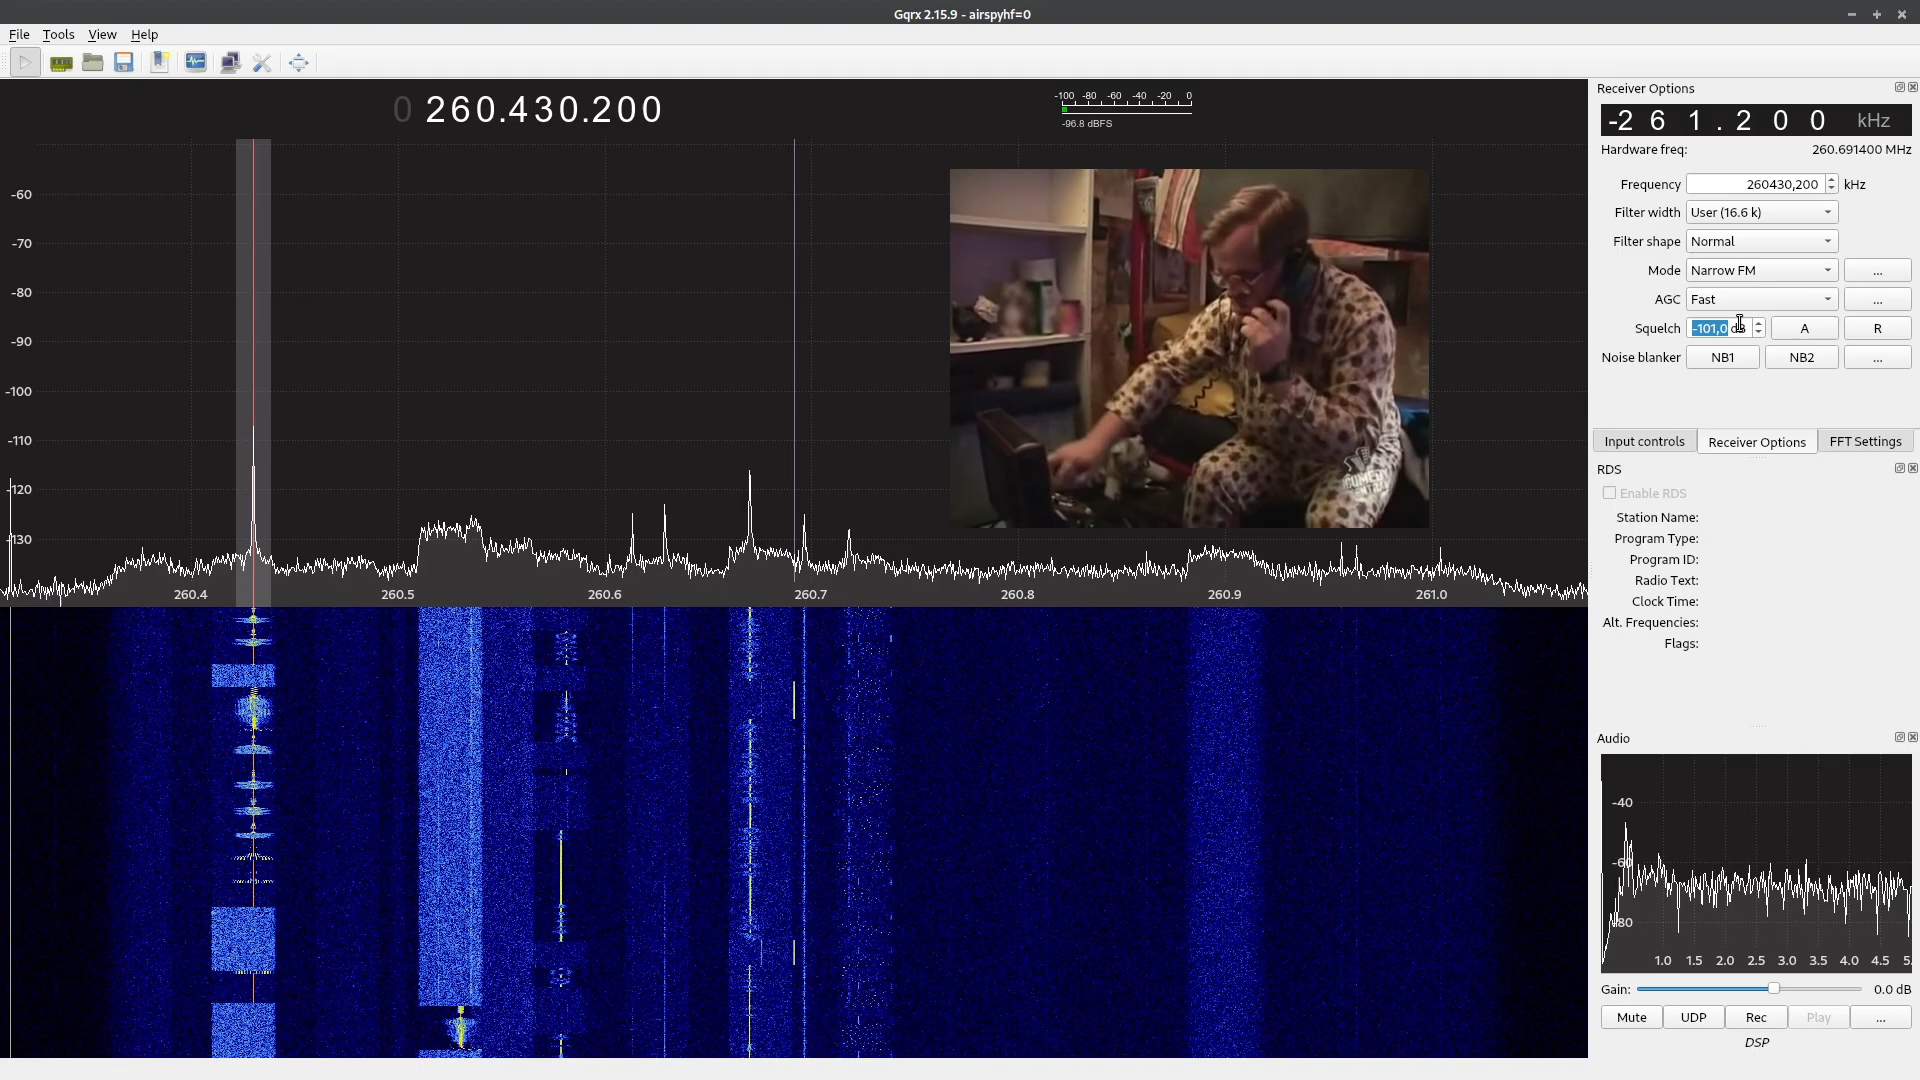 Gqrx 2.15.9 - airspyhf=0
File Tools View Help
0 260.430.200
-100 -80 -60 -40 -20 0
-96.8 dBFS
-60
-70
-80
-90
-100
-110
-120
-130
260.4 260.5 260.6 260.7 260.8 260.9 261.0
COMEDY
Receiver Options
-261.200 kHz
Hardware freq: 260.691400 MHz
Frequency 260430,200 kHz
Filter width User (16.6 k)
Filter shape Normal
Mode Narrow FM ...
AGC Fast ...
Squelch -101,0 dB A R
Noise blanker NB1 NB2 ...
Input controls Receiver Options FFT Settings
RDS
Enable RDS
Station Name:
Program Type:
Program ID:
Radio Text:
Clock Time:
Alt. Frequencies:
Flags:
Audio
-40
-60
-80
1.0 1.5 2.0 2.5 3.0 3.5 4.0 4.5 5.
Gain: 0.0 dB
Mute UDP Rec Play ...
DSP